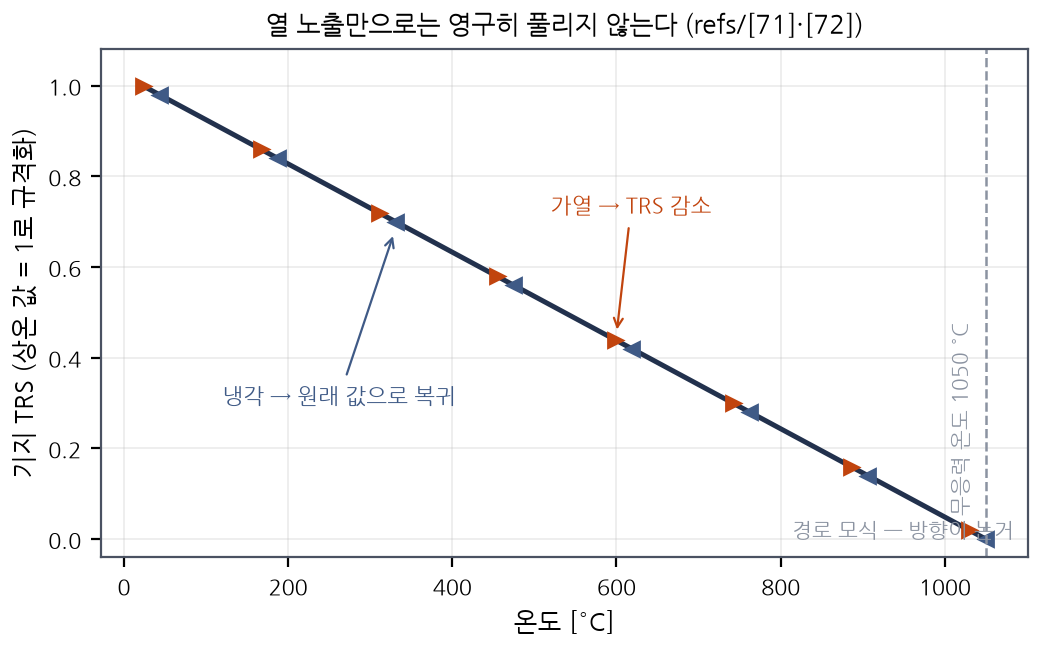 열 노출만으로는 영구히 풀리지 않는다 (refs/[71]·[72])
기지 TRS (상온 값 = 1로 규격화)
1.0
0.8
0.6
0.4
0.2
0.0
가열 → TRS 감소
냉각 → 원래 값으로 복귀
무응력 온도 1050 °C
경로 모식 — 방향이 근거
0
200
400
600
800
1000
온도 [°C]